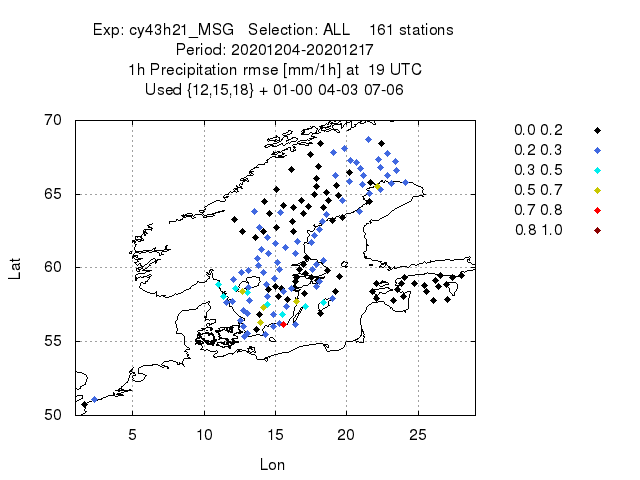 Exp: cy43h21_MSG   Selection: ALL    161 stations
Period: 20201204-20201217
1h Precipitation rmse [mm/1h] at  19 UTC
Used {12,15,18} + 01-00 04-03 07-06
70
65
60
55
50
Lat
5 10 15 20 25
Lon
0.0 0.2
0.2 0.3
0.3 0.5
0.5 0.7
0.7 0.8
0.8 1.0